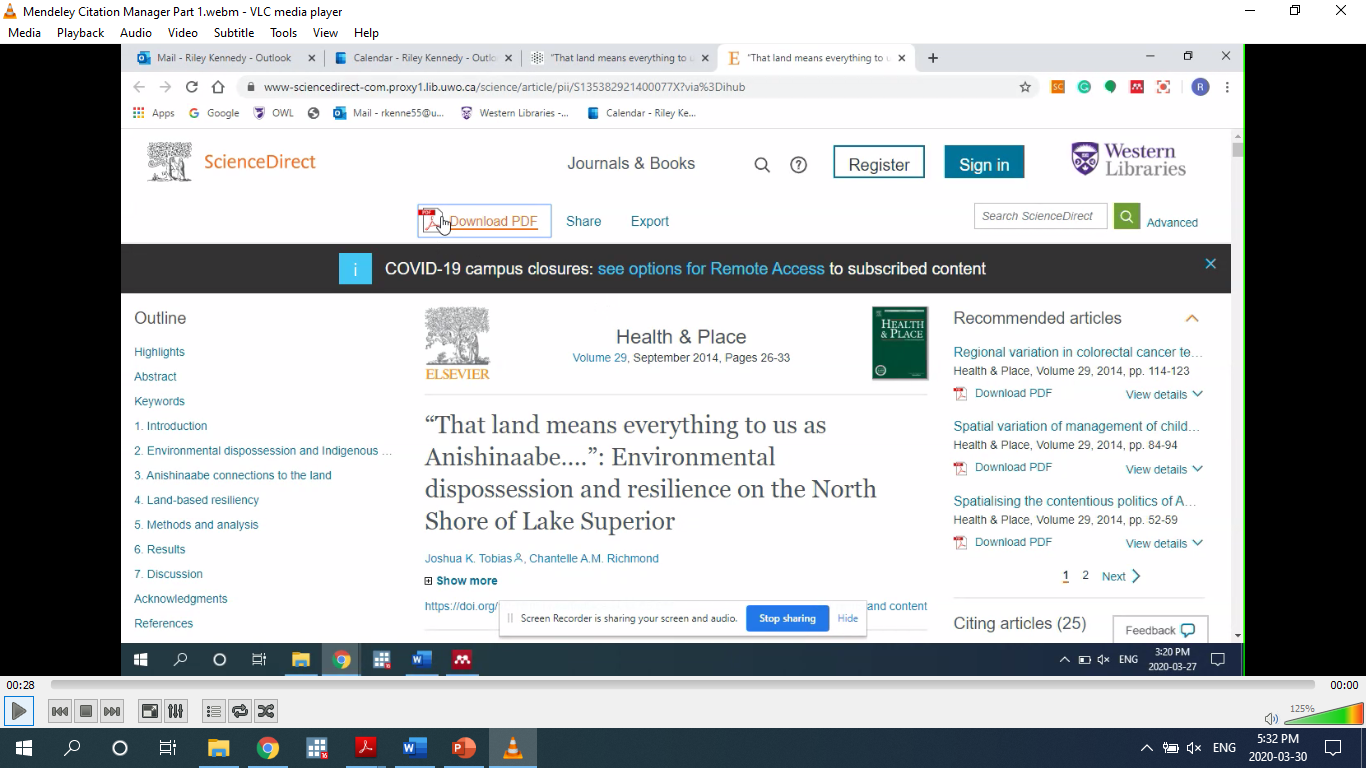 Mendeley Citation Manager Part 1.webm - VLC media player
Media Playback Audio Video Subtitle Tools View Help
Mail - Riley Kennedy - Outlook
Calendar - Riley Kennedy - Outlo
"That land means everything to u
"That land means everything to u
www-sciencedirect-com.proxy1.lib.uwo.ca/science/article/pii/S135382921400077X?via%3Dihub
SC
G
R
Apps
Google
OWL
Mail - rkenne55@u...
Western Libraries -...
Calendar - Riley Ke...
ScienceDirect
Journals & Books
Register
Sign in
Western
Libraries
PDF
Download PDF
Share
Export
Search ScienceDirect
Advanced
COVID-19 campus closures: see options for Remote Access to subscribed content
Outline
Highlights
Abstract
Keywords
1. Introduction
2. Environmental dispossession and Indigenous ...
3. Anishinaabe connections to the land
4. Land-based resiliency
5. Methods and analysis
6. Results
7. Discussion
Acknowledgments
References
ELSEVIER
Health & Place
Volume 29, September 2014, Pages 26-33
HEALTH
& PLACE
“That land means everything to us as
Anishinaabe….”: Environmental
dispossession and resilience on the North
Shore of Lake Superior
Joshua K. Tobias, Chantelle A.M. Richmond
Show more
https://doi.org/
and content
Recommended articles
Regional variation in colorectal cancer te...
Health & Place, Volume 29, 2014, pp. 114-123
Download PDF
View details
Spatial variation of management of child...
Health & Place, Volume 29, 2014, pp. 84-94
Download PDF
View details
Spatialising the contentious politics of A...
Health & Place, Volume 29, 2014, pp. 52-59
Download PDF
View details
1 2 Next
Citing articles (25)
Feedback
Screen Recorder is sharing your screen and audio.
Stop sharing
Hide
ENG
3:20 PM
2020-03-27
00:28
00:00
125%
16
ENG
5:32 PM
2020-03-30